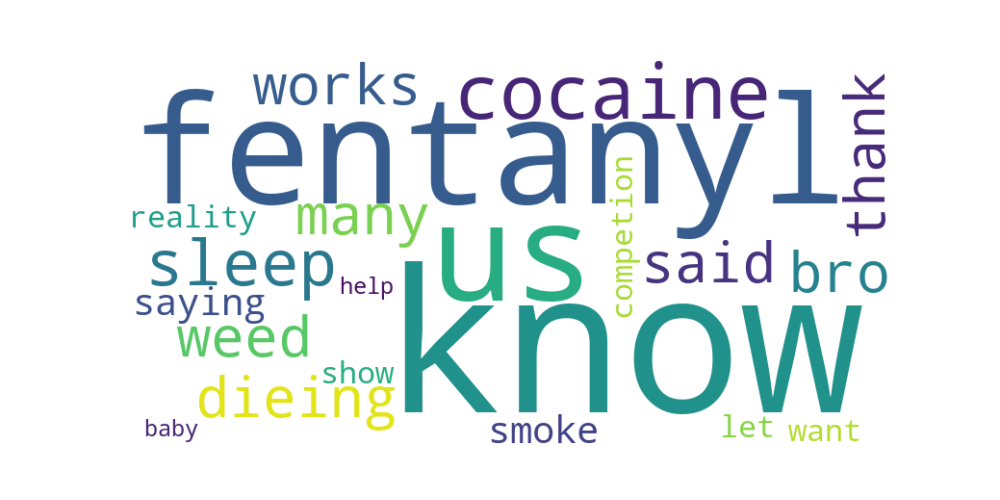 works
cocaine
thank
fentanyl
reality
many
us
competion
sleep
said
bro
help
saying
know
weed
show
dieing
baby
smoke
let
want